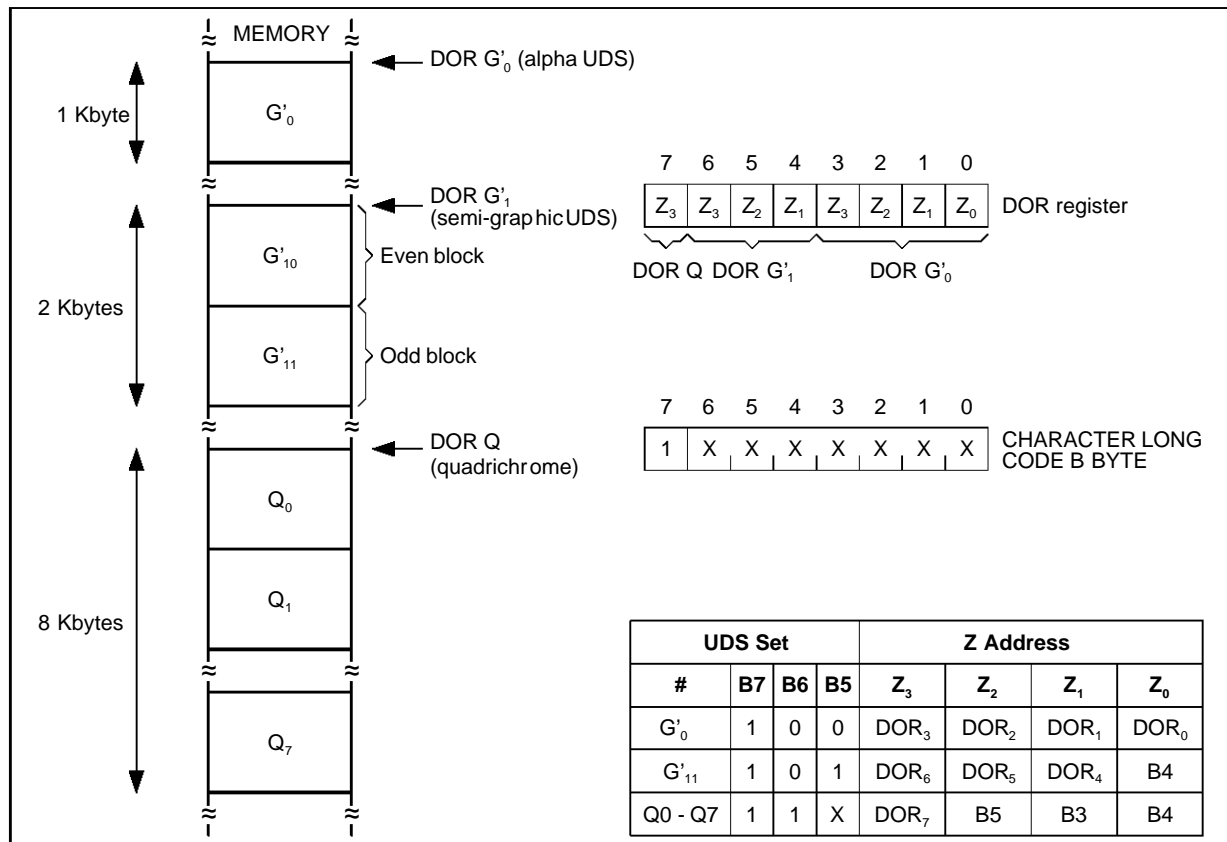 MEMORY
DOR G'₀ (alpha UDS)
1 Kbyte
G'₀
DOR G'₁
(semi-graphic UDS)
G'₁₀
Even block
2 Kbytes
G'₁₁
Odd block
DOR Q
(quadrichrome)
Q₀
Q₁
8 Kbytes
Q₇
7 6 5 4 3 2 1 0
Z₃ Z₃ Z₂ Z₁ Z₃ Z₂ Z₁ Z₀ DOR register
DOR Q DOR G'₁ DOR G'₀
7 6 5 4 3 2 1 0
1 X X X X X X X CHARACTER LONG
CODE B BYTE
UDS Set Z Address
# B7 B6 B5 Z₃ Z₂ Z₁ Z₀
G'₀ 1 0 0 DOR₃ DOR₂ DOR₁ DOR₀
G'₁₁ 1 0 1 DOR₆ DOR₅ DOR₄ B4
Q0 - Q7 1 1 X DOR₇ B5 B3 B4